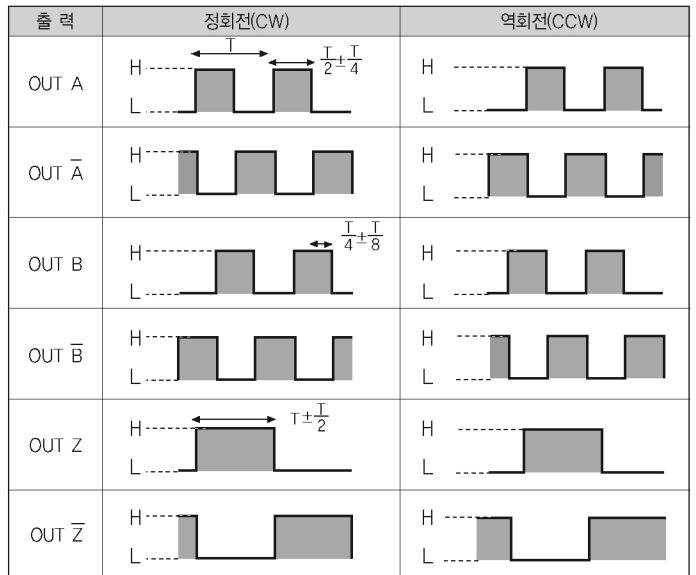 출 력 정회전(CW) 역회전(CCW)
OUT A H L T T/2±T/4 H L
OUT A̅ H L H L
OUT B H L T/4±T/8 H L
OUT B̅ H L H L
OUT Z H L T±T/2 H L
OUT Z̅ H L H L